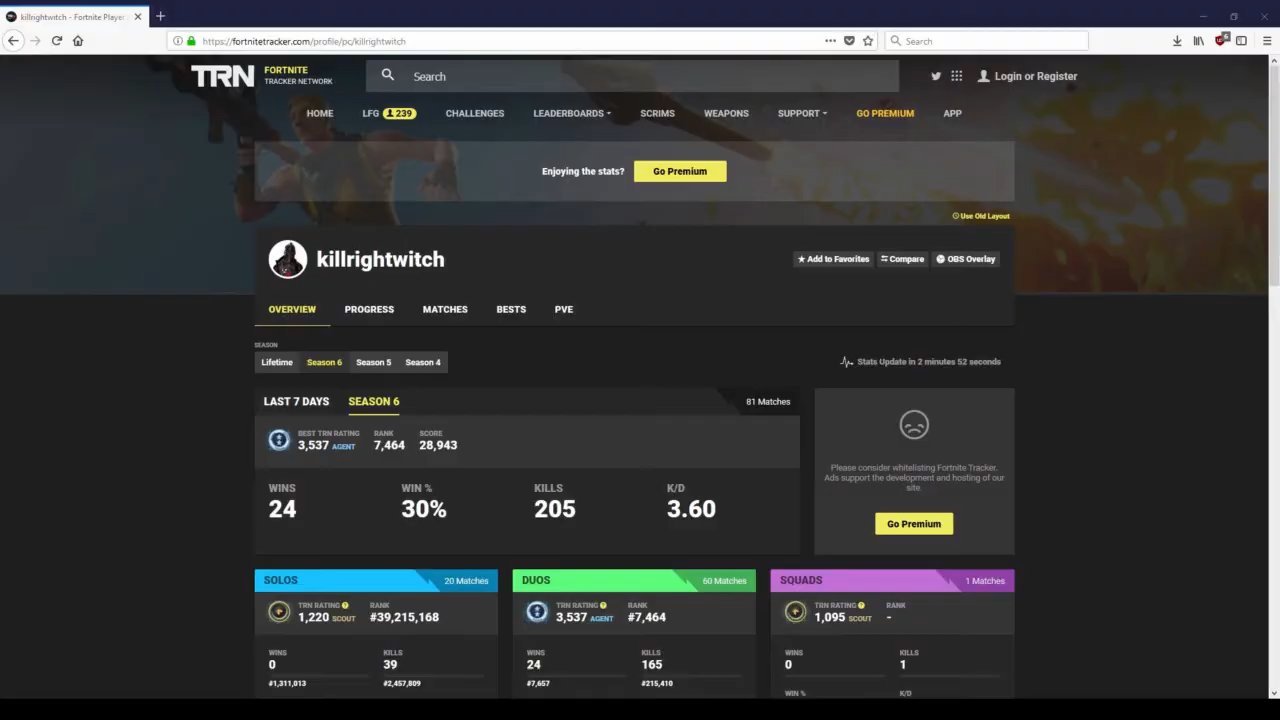 killrightwitch - Fortnite Player
https://fortnitetracker.com/profile/pc/killrightwitch
Search
TRN FORTNITE TRACKER NETWORK
Search
Login or Register
HOME LFG 239 CHALLENGES LEADERBOARDS SCRIMS WEAPONS SUPPORT GO PREMIUM APP
Enjoying the stats? Go Premium
Use Old Layout
killrightwitch
Add to Favorites Compare OBS Overlay
OVERVIEW PROGRESS MATCHES BESTS PVE
SEASON
Lifetime Season 6 Season 5 Season 4
Stats Update in 2 minutes 52 seconds
LAST 7 DAYS SEASON 6 81 Matches
BEST TRN RATING RANK SCORE
3,537 AGENT 7,464 28,943
WINS WIN % KILLS K/D
24 30% 205 3.60
Please consider whitelisting Fortnite Tracker.
Ads support the development and hosting of our
site.
Go Premium
SOLOS 20 Matches
TRN RATING RANK
1,220 SCOUT #39,215,168
WINS KILLS
0 39
#1,311,013 #2,457,809
DUOS 60 Matches
TRN RATING RANK
3,537 AGENT #7,464
WINS KILLS
24 165
#7,657 #215,410
SQUADS 1 Matches
TRN RATING RANK
1,095 SCOUT -
WINS KILLS
0 1
WIN % K/D